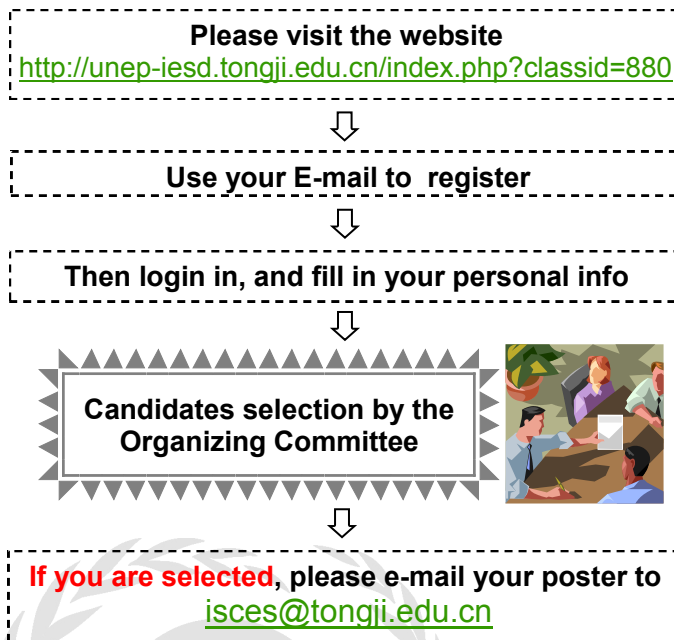 Please visit the website
http://unep-iesd.tongji.edu.cn/index.php?classid=880
Use your E-mail to register
Then login in, and fill in your personal info
Candidates selection by the
Organizing Committee
If you are selected, please e-mail your poster to
isces@tongji.edu.cn